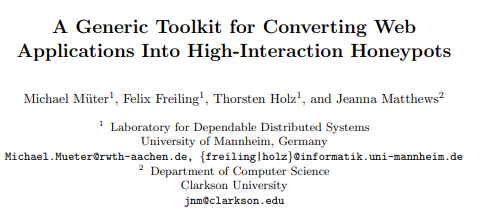 A Generic Toolkit for Converting Web
Applications Into High-Interaction Honeypots
Michael Müter¹, Felix Freiling¹, Thorsten Holz¹, and Jeanna Matthews²
¹ Laboratory for Dependable Distributed Systems
University of Mannheim, Germany
Michael.Mueter@rwth-aachen.de, {freiling|holz}@informatik.uni-mannheim.de
² Department of Computer Science
Clarkson University
jnm@clarkson.edu